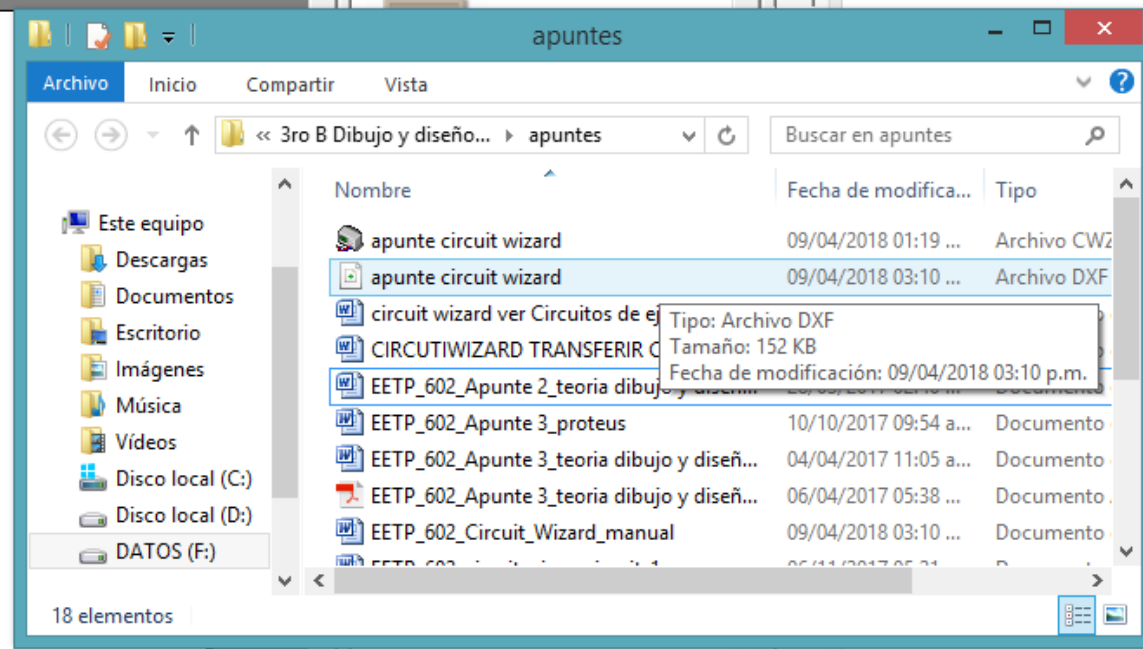 apuntes
Archivo Inicio Compartir Vista
« 3ro B Dibujo y diseño... apuntes Buscar en apuntes
Nombre Fecha de modifica... Tipo
Este equipo
Descargas
Documentos
Escritorio
Imágenes
Música
Vídeos
Disco local (C:)
Disco local (D:)
DATOS (F:)
apunte circuit wizard 09/04/2018 01:19 ... Archivo CWZ
apunte circuit wizard 09/04/2018 03:10 ... Archivo DXF
circuit wizard ver Circuitos de ej
CIRCUTIWIZARD TRANSFERIR
Tipo: Archivo DXF
Tamaño: 152 KB
Fecha de modificación: 09/04/2018 03:10 p.m.
EETP_602_Apunte 2_teoria dibujo
EETP_602_Apunte 3_proteus 10/10/2017 09:54 a... Documento
EETP_602_Apunte 3_teoria dibujo y diseñ... 04/04/2017 11:05 a... Documento
EETP_602_Apunte 3_teoria dibujo y diseñ... 06/04/2017 05:38 ... Documento
EETP_602_Circuit_Wizard_manual 09/04/2018 03:10 ... Documento
18 elementos